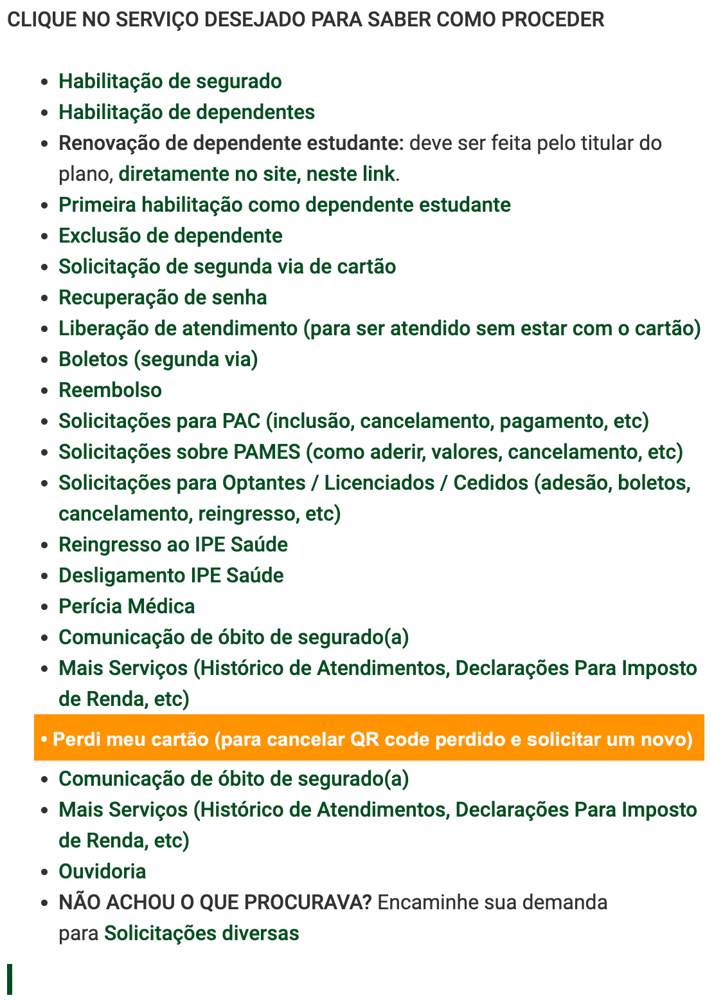 CLIQUE NO SERVIÇO DESEJADO PARA SABER COMO PROCEDER
• Habilitação de segurado
• Habilitação de dependentes
• Renovação de dependente estudante: deve ser feita pelo titular do
plano, diretamente no site, neste link.
• Primeira habilitação como dependente estudante
• Exclusão de dependente
• Solicitação de segunda via de cartão
• Recuperação de senha
• Liberação de atendimento (para ser atendido sem estar com o cartão)
• Boletos (segunda via)
• Reembolso
• Solicitações para PAC (inclusão, cancelamento, pagamento, etc)
• Solicitações sobre PAMES (como aderir, valores, cancelamento, etc)
• Solicitações para Optantes / Licenciados / Cedidos (adesão, boletos,
cancelamento, reingresso, etc)
• Reingresso ao IPE Saúde
• Desligamento IPE Saúde
• Perícia Médica
• Comunicação de óbito de segurado(a)
• Mais Serviços (Histórico de Atendimentos, Declarações Para Imposto
de Renda, etc)
• Perdi meu cartão (para cancelar QR code perdido e solicitar um novo)
• Comunicação de óbito de segurado(a)
• Mais Serviços (Histórico de Atendimentos, Declarações Para Imposto
de Renda, etc)
• Ouvidoria
• NÃO ACHOU O QUE PROCURAVA? Encaminhe sua demanda
para Solicitações diversas